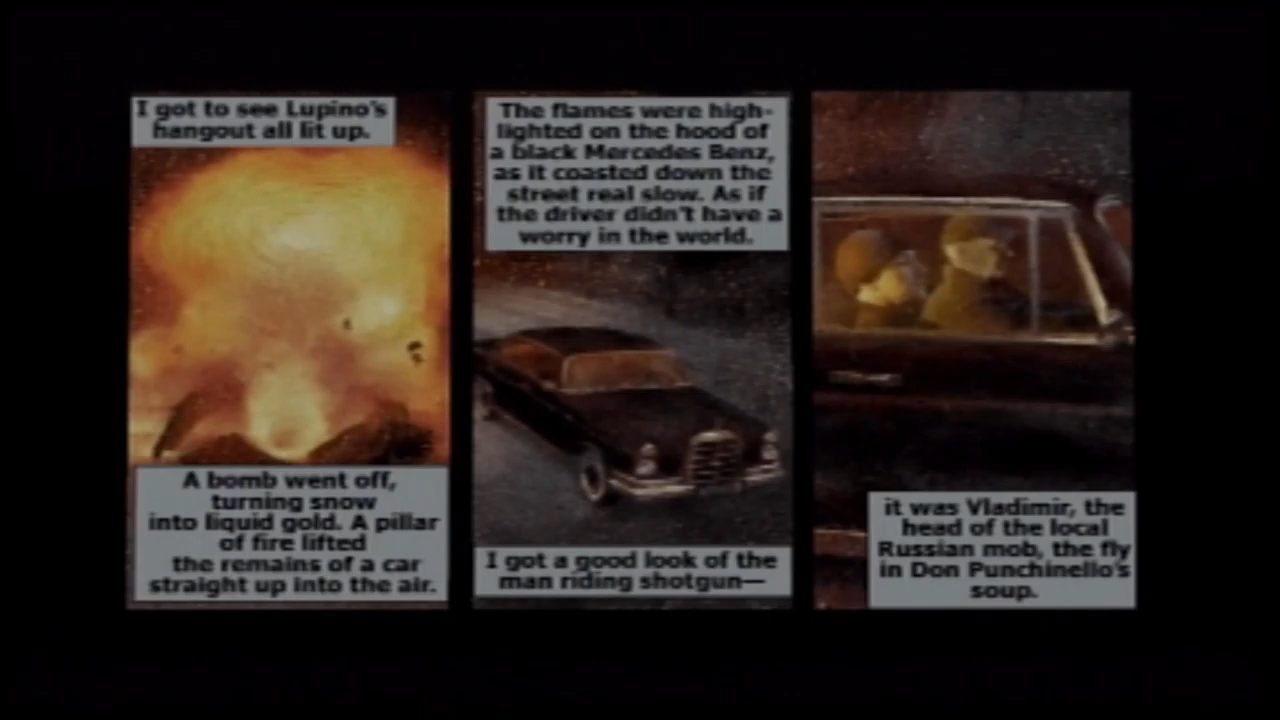 I got to see Lupino's
hangout all lit up.
A bomb went off,
turning snow
into liquid gold. A pillar
of fire lifted
the remains of a car
straight up into the air.
The flames were high-
lighted on the hood of
a black Mercedes Benz,
as it coasted down the
street real slow. As if
the driver didn't have a
worry in the world.
I got a good look of the
man riding shotgun—
it was Vladimir, the
head of the local
Russian mob, the fly
in Don Punchinello's
soup.